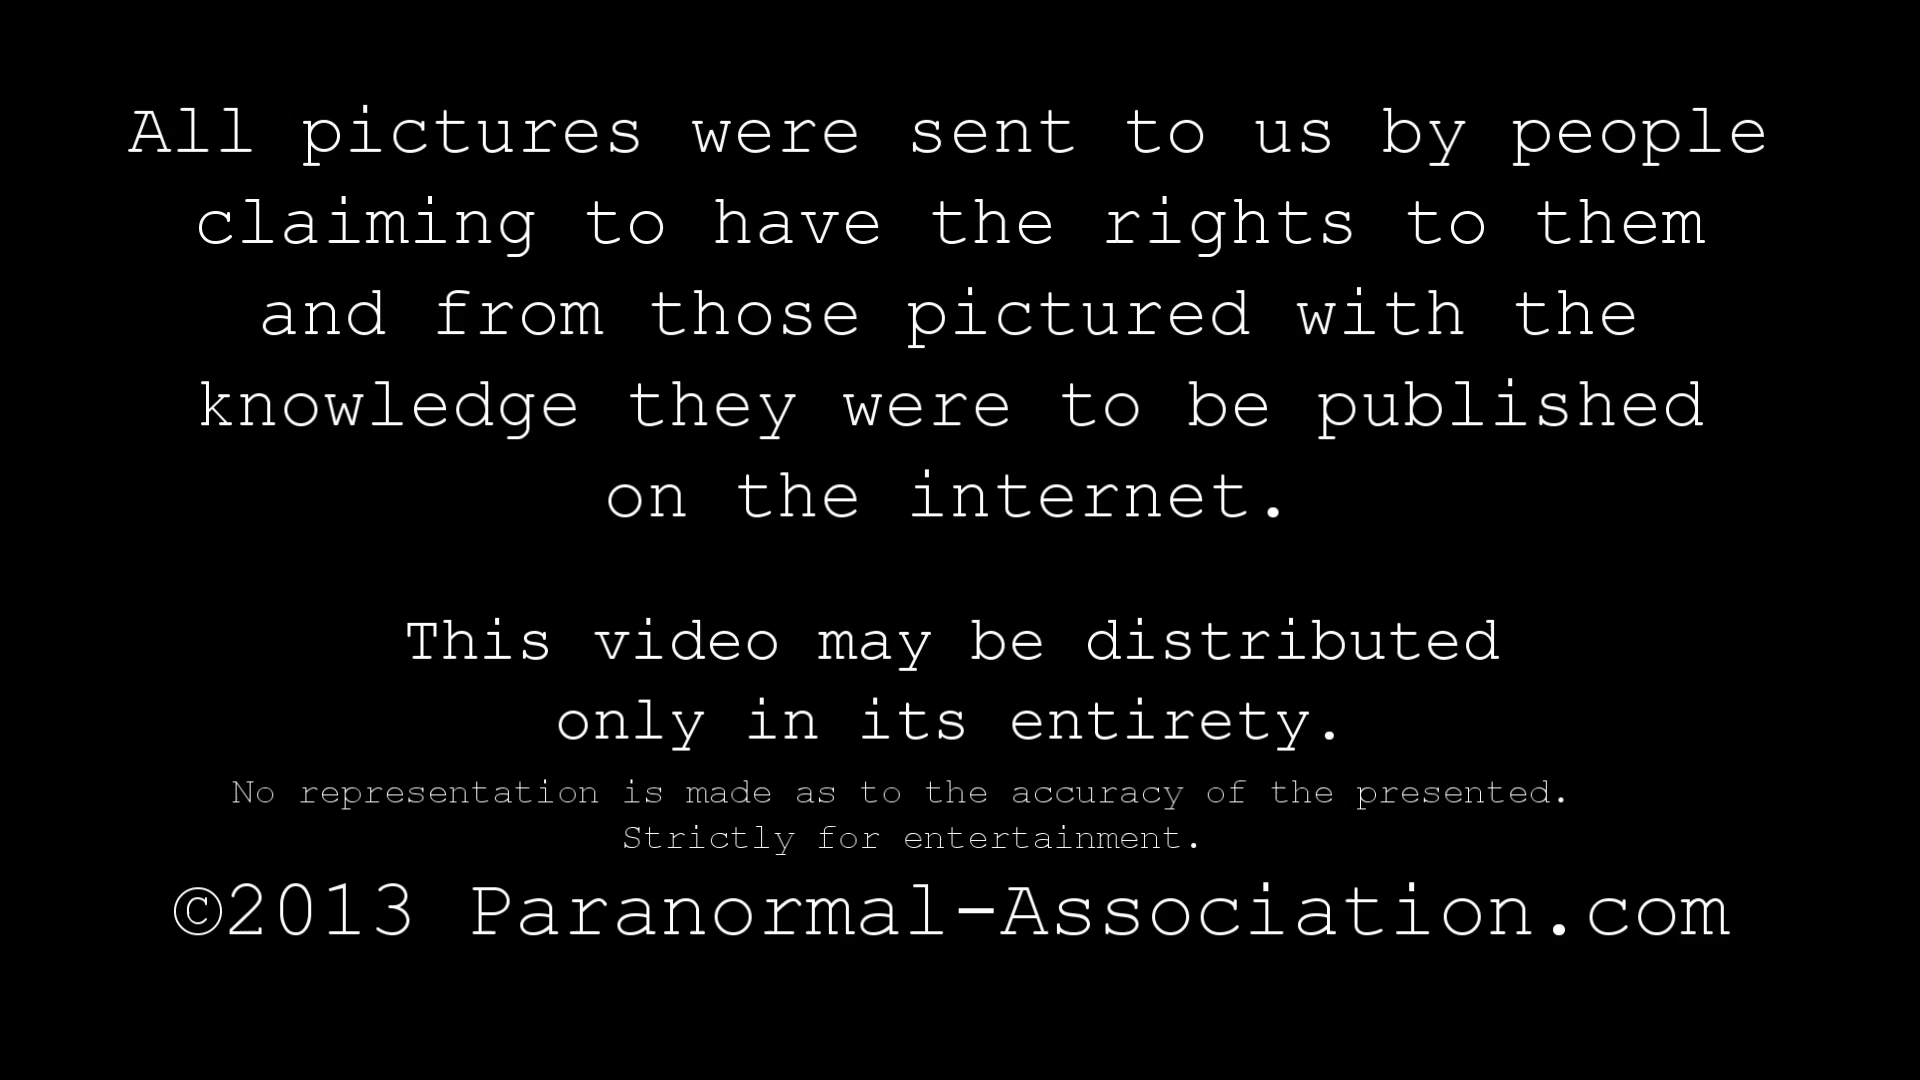 All pictures were sent to us by people
claiming to have the rights to them
and from those pictured with the
knowledge they were to be published
on the internet.
This video may be distributed
only in its entirety.
No representation is made as to the accuracy of the presented.
Strictly for entertainment.
©2013 Paranormal-Association.com